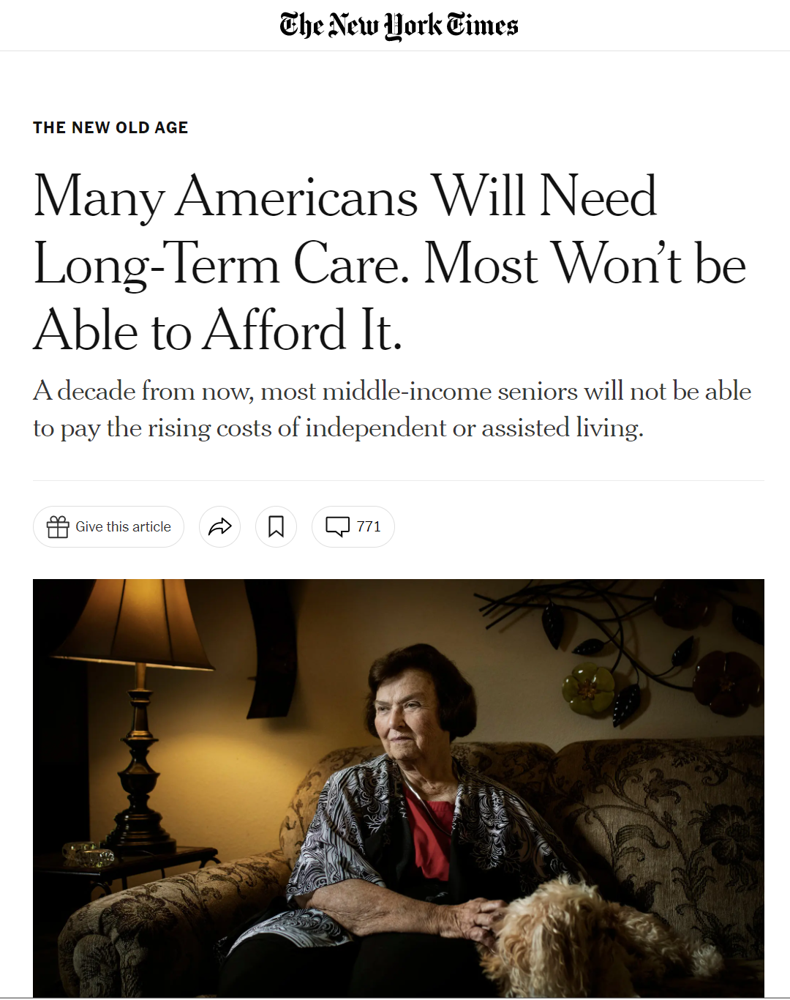 The New York Times
THE NEW OLD AGE
Many Americans Will Need
Long-Term Care. Most Won’t be
Able to Afford It.
A decade from now, most middle-income seniors will not be able
to pay the rising costs of independent or assisted living.
Give this article
771